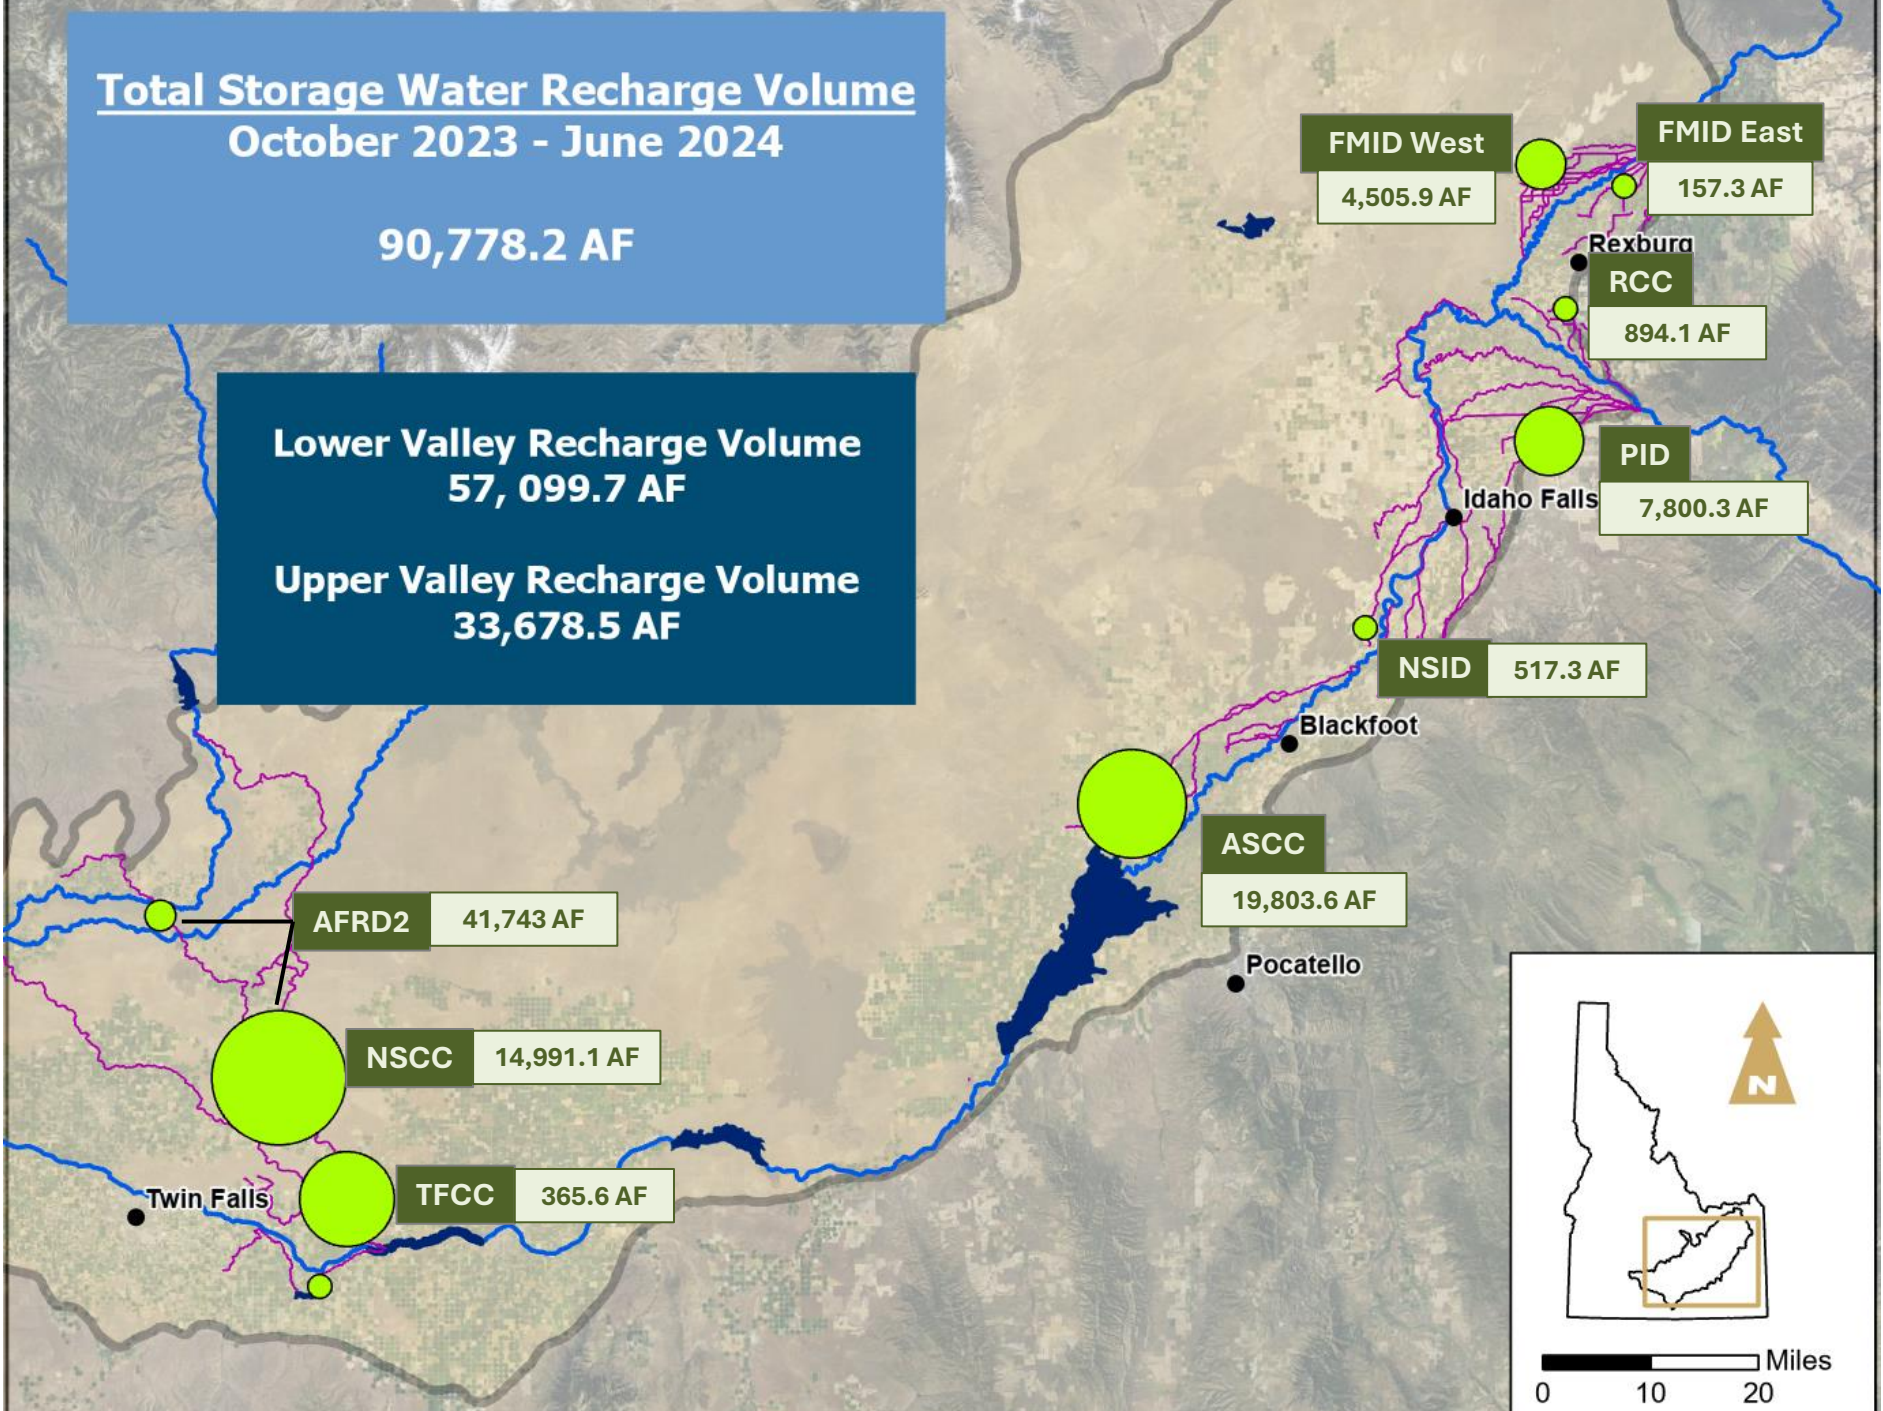 Total Storage Water Recharge Volume
October 2023 - June 2024
90,778.2 AF
Lower Valley Recharge Volume
57, 099.7 AF
Upper Valley Recharge Volume
33,678.5 AF
FMID West
4,505.9 AF
FMID East
157.3 AF
Rexburg
RCC
894.1 AF
PID
7,800.3 AF
Idaho Falls
NSID
517.3 AF
Blackfoot
ASCC
19,803.6 AF
Pocatello
AFRD2
41,743 AF
NSCC
14,991.1 AF
TFCC
365.6 AF
Twin Falls
N
Miles
0 10 20